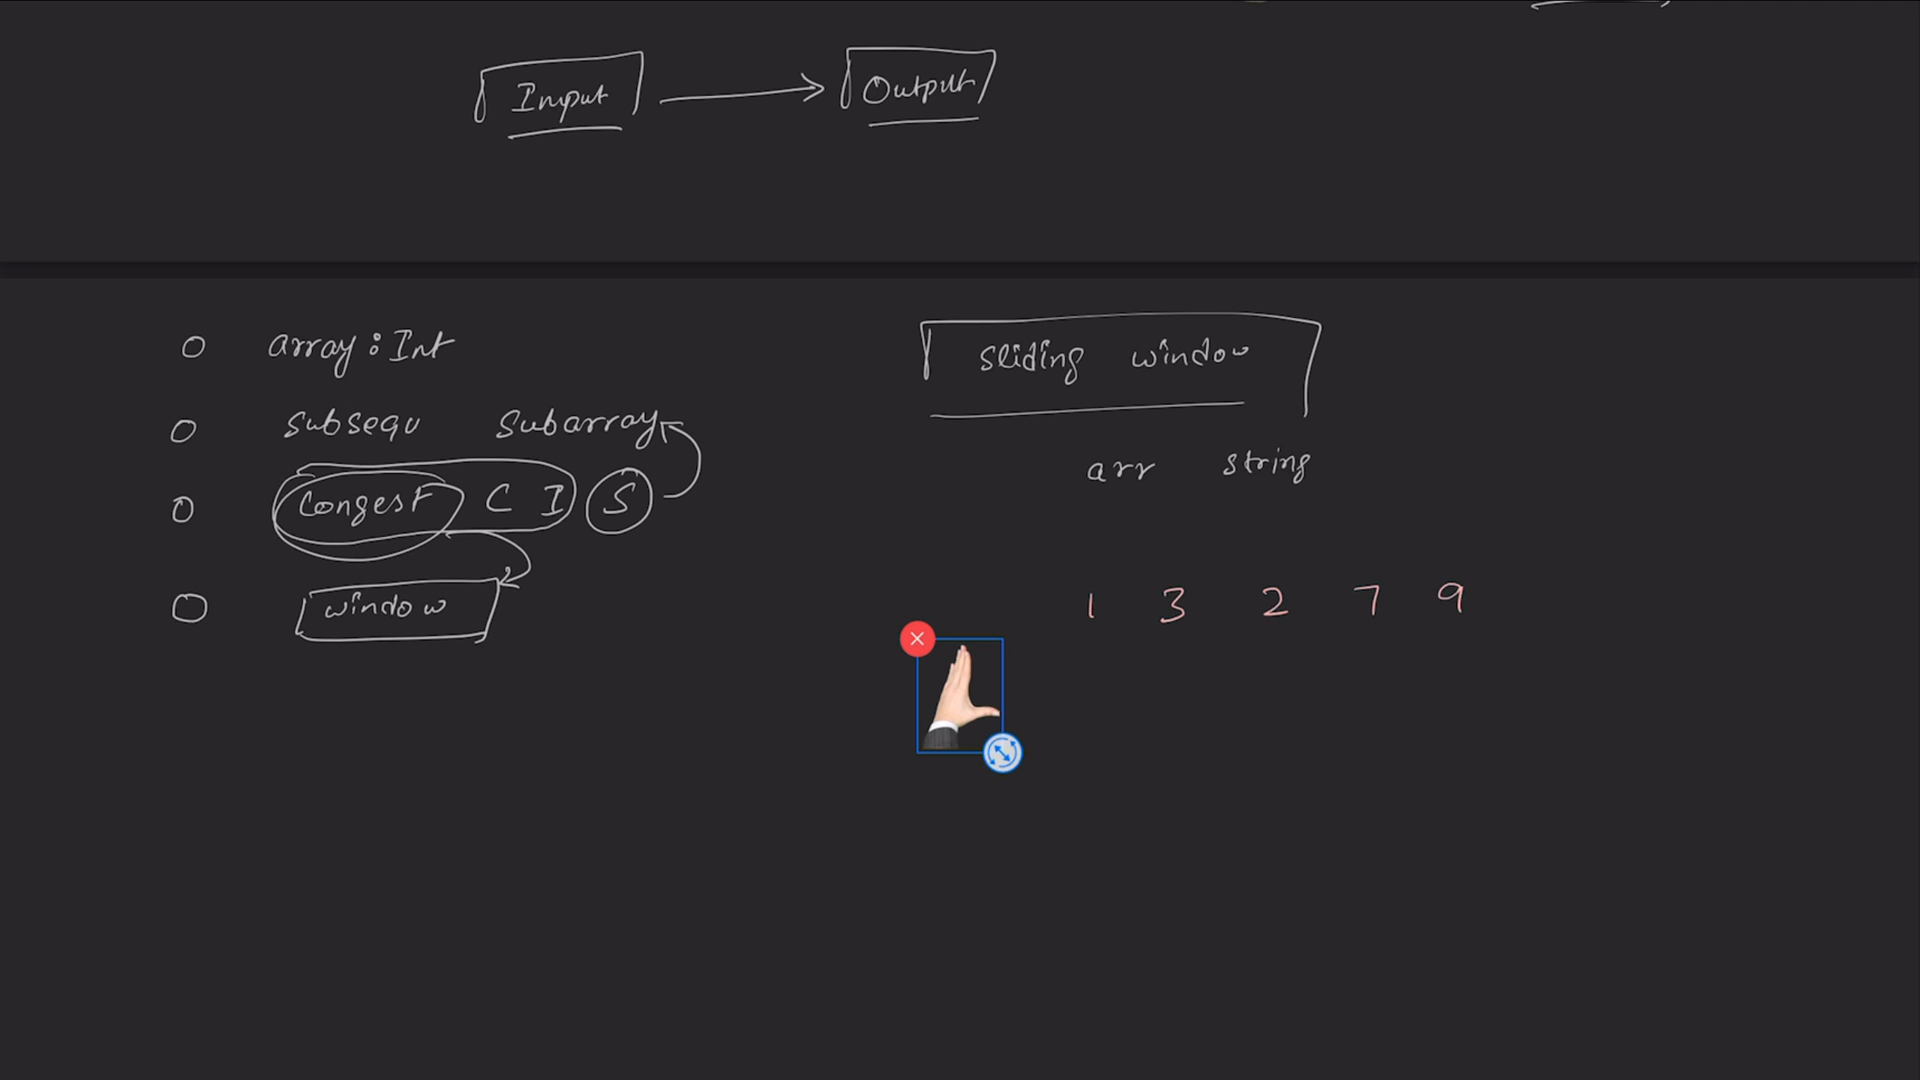 Input Output
array : Int
subsequ subarray
Longest C I S
window
sliding window
arr string
1 3 2 7 9